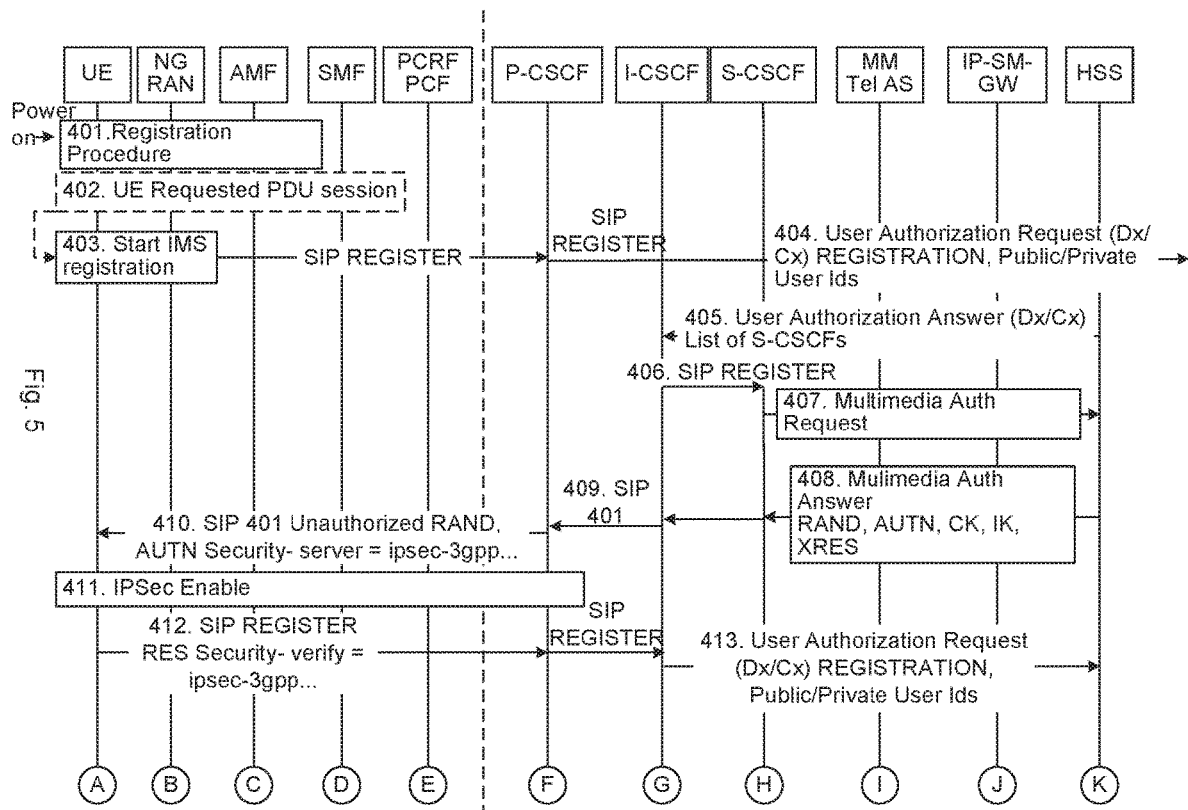 UE
NG
RAN
AMF
SMF
PCRF
PCF
P-CSCF
I-CSCF
S-CSCF
MM
Tel AS
IP-SM-
GW
HSS
Power
on
401.Registration
Procedure
402. UE Requested PDU session
403. Start IMS
registration
SIP REGISTER
SIP
REGISTER
404. User Authorization Request (Dx/
Cx) REGISTRATION, Public/Private
User Ids
405. User Authorization Answer (Dx/Cx)
List of S-CSCFs
406. SIP REGISTER
407. Multimedia Auth
Request
408. Mulimedia Auth
Answer
RAND, AUTN, CK, IK,
XRES
409. SIP
401
410. SIP 401 Unauthorized RAND,
AUTN Security- server = ipsec-3gpp...
411. IPSec Enable
412. SIP REGISTER
RES Security- verify =
ipsec-3gpp...
SIP
REGISTER
413. User Authorization Request
(Dx/Cx) REGISTRATION,
Public/Private User Ids
A
B
C
D
E
F
G
H
I
J
K
Fig. 5